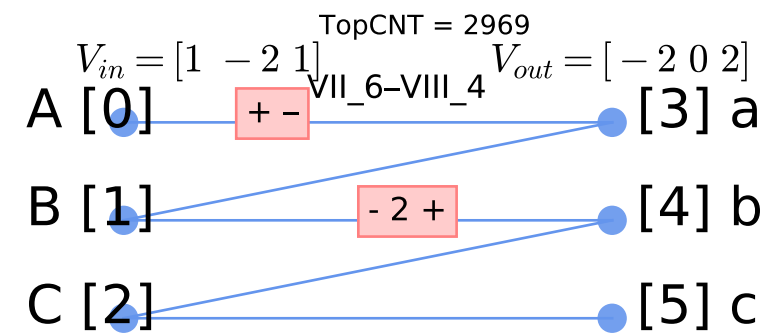 TopCNT = 2969
V_in = [1 − 2 1]
V_out = [− 2 0 2]
VII_6–VIII_4
A [0]
+ –
[3] a
B [1]
- 2 +
[4] b
C [2]
[5] c